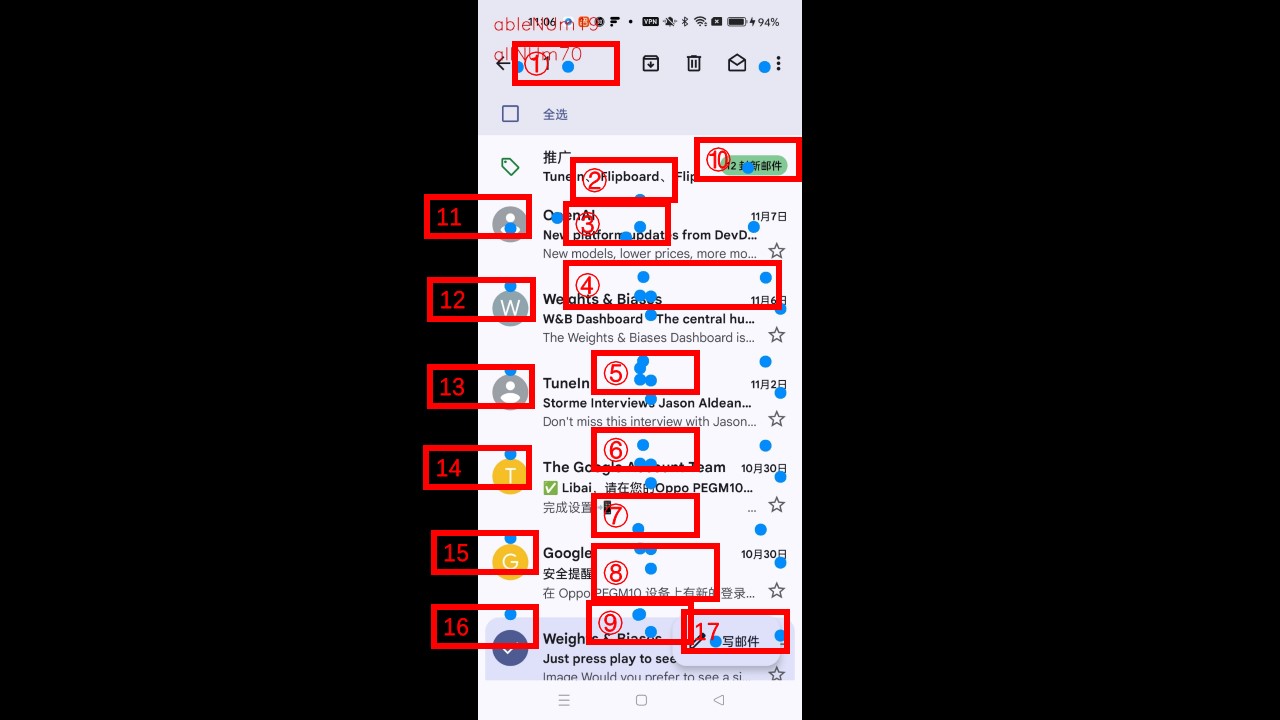 ableNum19
11:06 VPN 94%
allNum70
①
全选
推广
⑩ 12 封新邮件
TuneIn、Flipboard、Flip
②
11
OpenAI 11月7日
③
New platform updates from DevD...
New models, lower prices, more mo...
④
12
W
Weights & Biases 11月6日
W&B Dashboard The central hu...
The Weights & Biases Dashboard is...
⑤
13
TuneIn 11月2日
Storme Interviews Jason Aldean...
Don't miss this interview with Jason...
⑥
14
T
The Google Account Team 10月30日
✅ Libai，请在您的Oppo PEGM10...
完成设置 ...
⑦
15
G
Google 10月30日
安全提醒
⑧
在 Oppo PEGM10 设备上有新的登录...
⑨
16
17
Weights & Biases
写邮件
Just press play to see
Image Would you prefer to see a si...